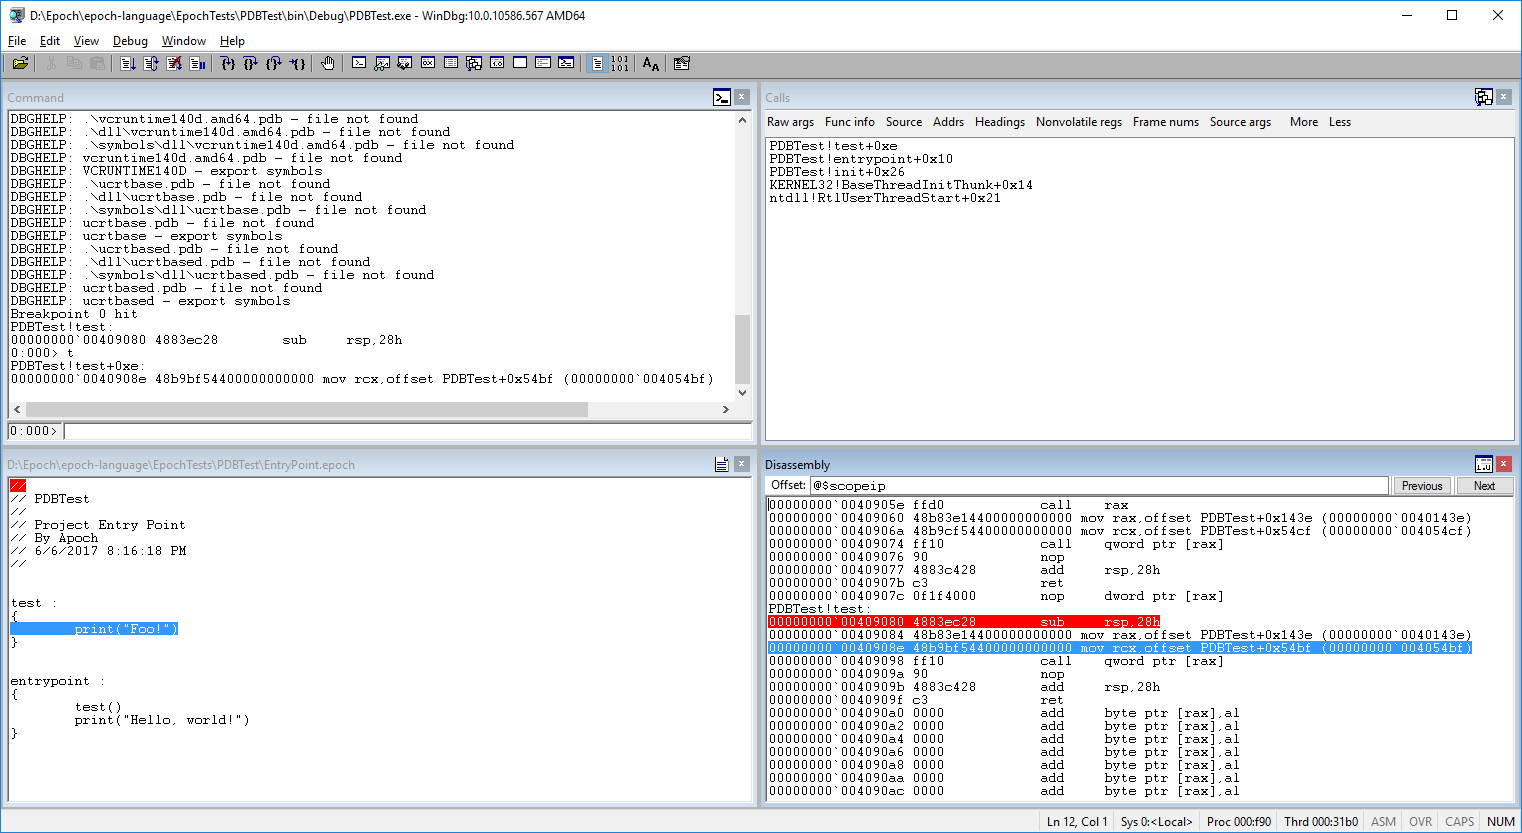 D:\Epoch\epoch-language\EpochTests\PDBTest\bin\Debug\PDBTest.exe - WinDbg:10.0.10586.567 AMD64
File Edit View Debug Window Help
Command
DBGHELP: .\vcruntime140d.amd64.pdb - file not found
DBGHELP: .\dll\vcruntime140d.amd64.pdb - file not found
DBGHELP: .\symbols\dll\vcruntime140d.amd64.pdb - file not found
DBGHELP: vcruntime140d.amd64.pdb - file not found
DBGHELP: VCRUNTIME140D - export symbols
DBGHELP: .\ucrtbase.pdb - file not found
DBGHELP: .\dll\ucrtbase.pdb - file not found
DBGHELP: .\symbols\dll\ucrtbase.pdb - file not found
DBGHELP: ucrtbase.pdb - file not found
DBGHELP: ucrtbase - export symbols
DBGHELP: .\ucrtbased.pdb - file not found
DBGHELP: .\dll\ucrtbased.pdb - file not found
DBGHELP: .\symbols\dll\ucrtbased.pdb - file not found
DBGHELP: ucrtbased.pdb - file not found
DBGHELP: ucrtbased - export symbols
Breakpoint 0 hit
PDBTest!test:
00000000`00409080 4883ec28        sub     rsp,28h
0:000> t
PDBTest!test+0xe:
00000000`0040908e 48b9bf54400000000000 mov rcx,offset PDBTest+0x54bf (00000000`004054bf)
0:000>
Calls
Raw args Func info Source Addrs Headings Nonvolatile regs Frame nums Source args More Less
PDBTest!test+0xe
PDBTest!entrypoint+0x10
PDBTest!init+0x26
KERNEL32!BaseThreadInitThunk+0x14
ntdll!RtlUserThreadStart+0x21
D:\Epoch\epoch-language\EpochTests\PDBTest\EntryPoint.epoch
//
// PDBTest
//
// Project Entry Point
// By Apoch
// 6/6/2017 8:16:18 PM
//
test :
{
print("Foo!")
}
entrypoint :
{
test()
print("Hello, world!")
}
Disassembly
Offset: @$scopeip Previous Next
00000000`0040905e ffd0            call    rax
00000000`00409060 48b83e14400000000000 mov rax,offset PDBTest+0x143e (00000000`0040143e)
00000000`0040906a 48b9cf54400000000000 mov rcx,offset PDBTest+0x54cf (00000000`004054cf)
00000000`00409074 ff10            call    qword ptr [rax]
00000000`00409076 90              nop
00000000`00409077 4883c428        add     rsp,28h
00000000`0040907b c3              ret
00000000`0040907c 0f1f4000        nop     dword ptr [rax]
PDBTest!test:
00000000`00409080 4883ec28        sub     rsp,28h
00000000`00409084 48b83e14400000000000 mov rax,offset PDBTest+0x143e (00000000`0040143e)
00000000`0040908e 48b9bf54400000000000 mov rcx,offset PDBTest+0x54bf (00000000`004054bf)
00000000`00409098 ff10            call    qword ptr [rax]
00000000`0040909a 90              nop
00000000`0040909b 4883c428        add     rsp,28h
00000000`0040909f c3              ret
00000000`004090a0 0000            add     byte ptr [rax],al
00000000`004090a2 0000            add     byte ptr [rax],al
00000000`004090a4 0000            add     byte ptr [rax],al
00000000`004090a6 0000            add     byte ptr [rax],al
00000000`004090a8 0000            add     byte ptr [rax],al
00000000`004090aa 0000            add     byte ptr [rax],al
00000000`004090ac 0000            add     byte ptr [rax],al
Ln 12, Col 1 Sys 0:<Local> Proc 000:f90 Thrd 000:31b0 ASM OVR CAPS NUM